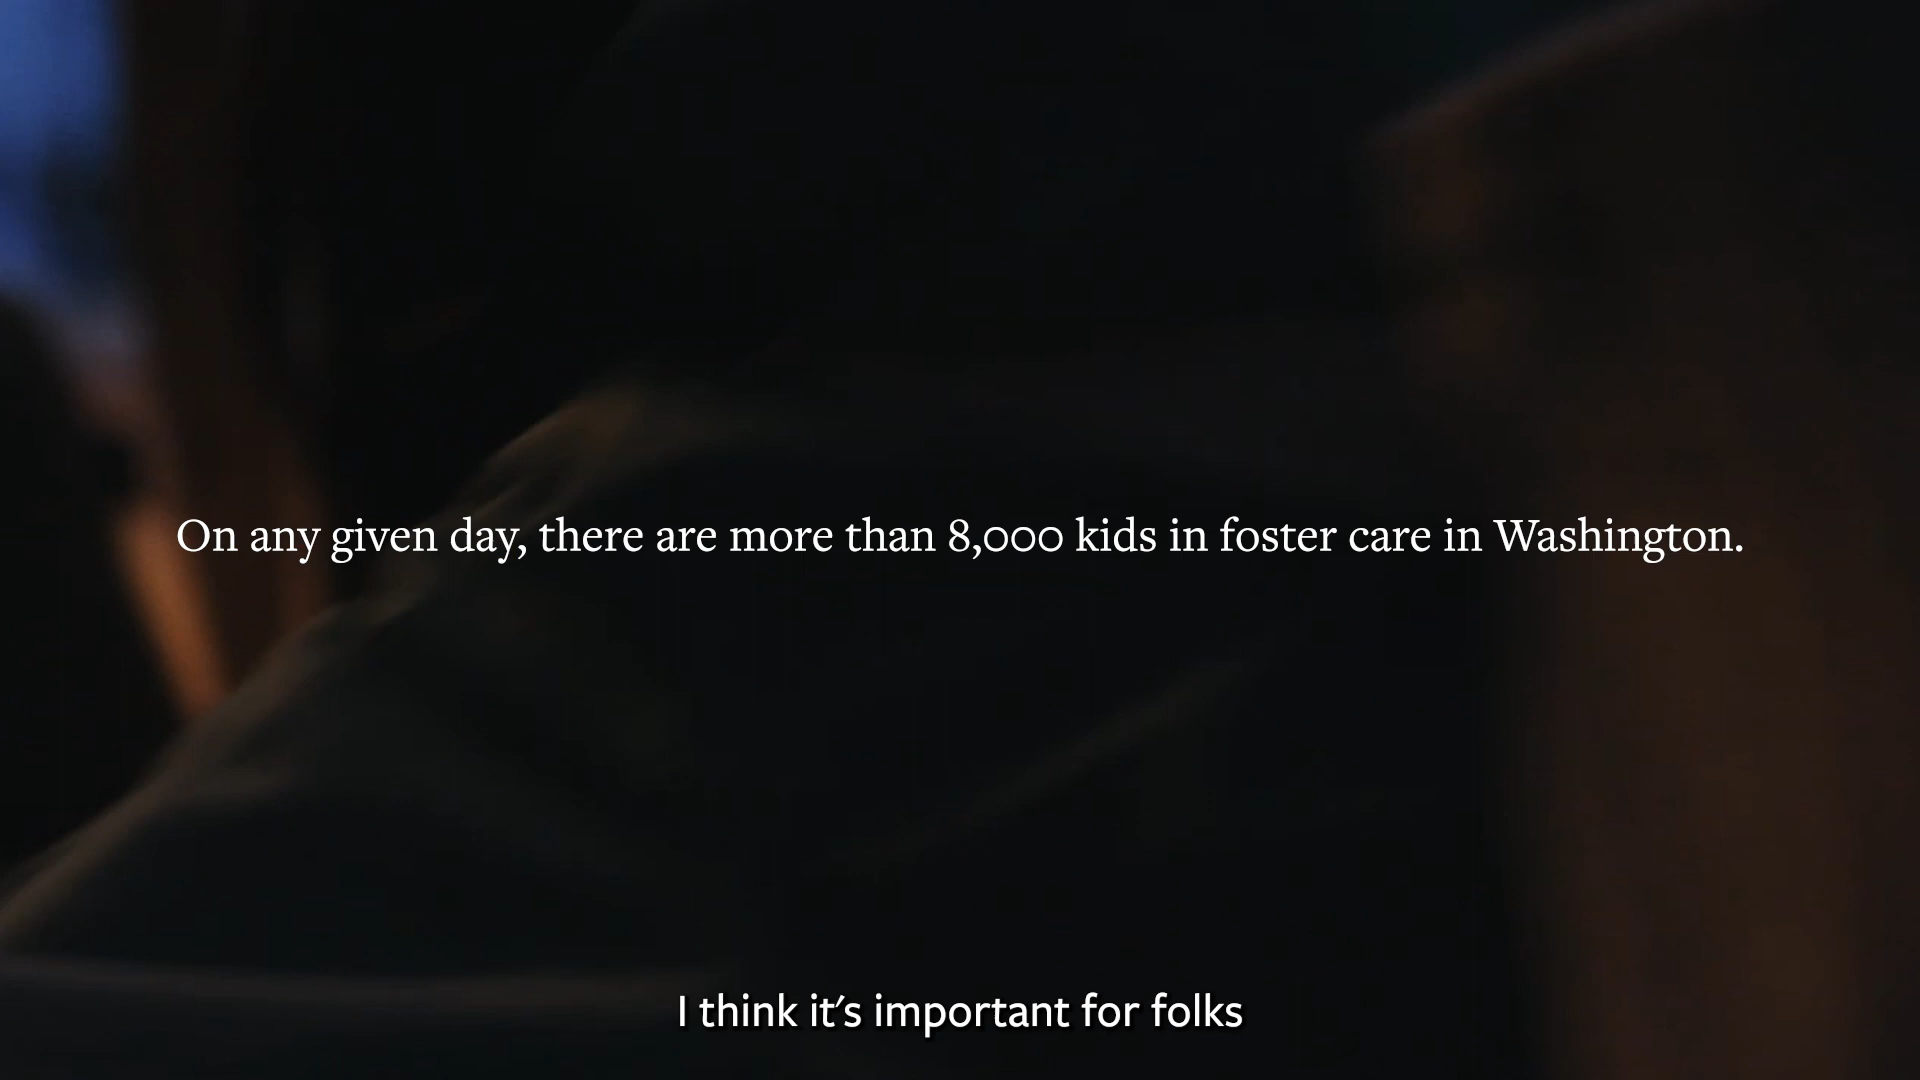 On any given day, there are more than 8,000 kids in foster care in Washington.
I think it's important for folks